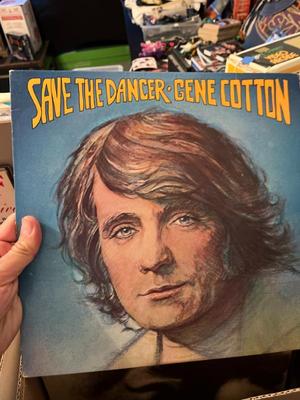 SAVE THE DANCER · GENE COTTON